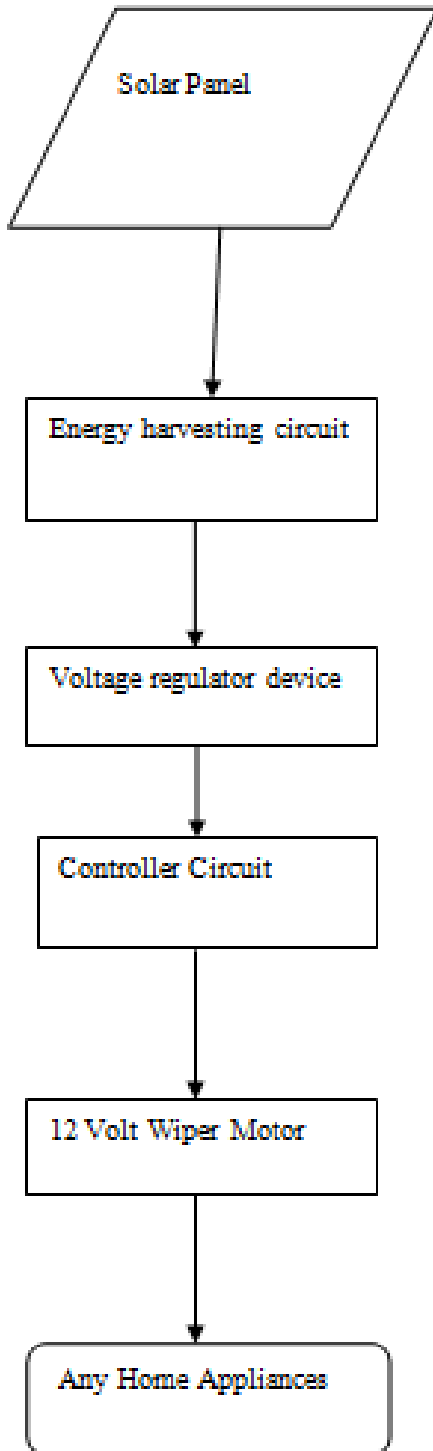 Solar Panel
Energy harvesting circuit
Voltage regulator device
Controller Circuit
12 Volt Wiper Motor
Any Home Appliances